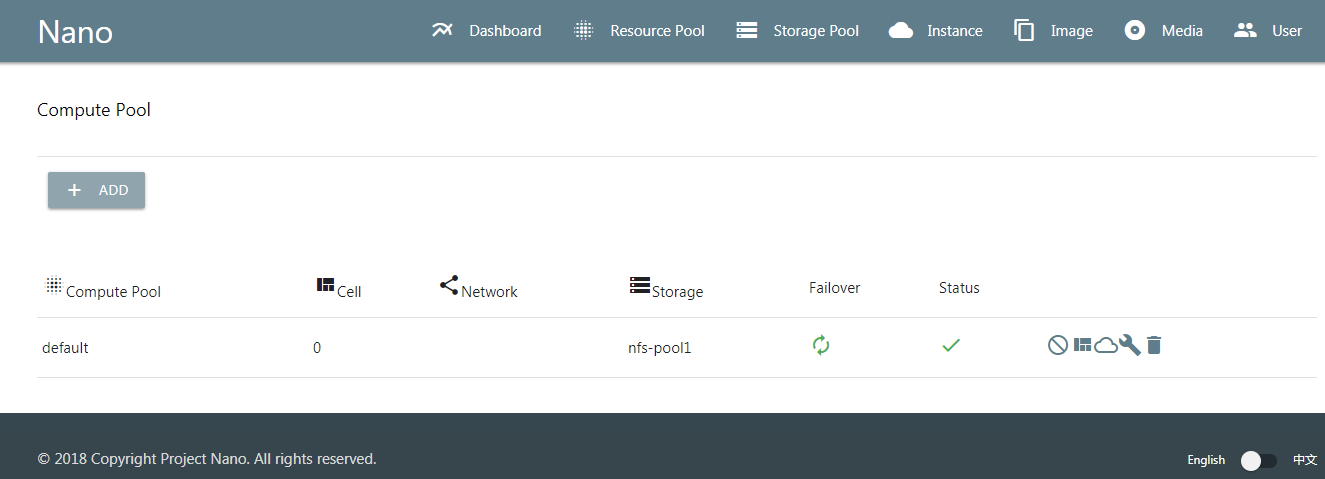 Nano Dashboard Resource Pool Storage Pool Instance Image Media User
Compute Pool
+ ADD
Compute Pool Cell Network Storage Failover Status
default 0 nfs-pool1
© 2018 Copyright Project Nano. All rights reserved.
English 中文